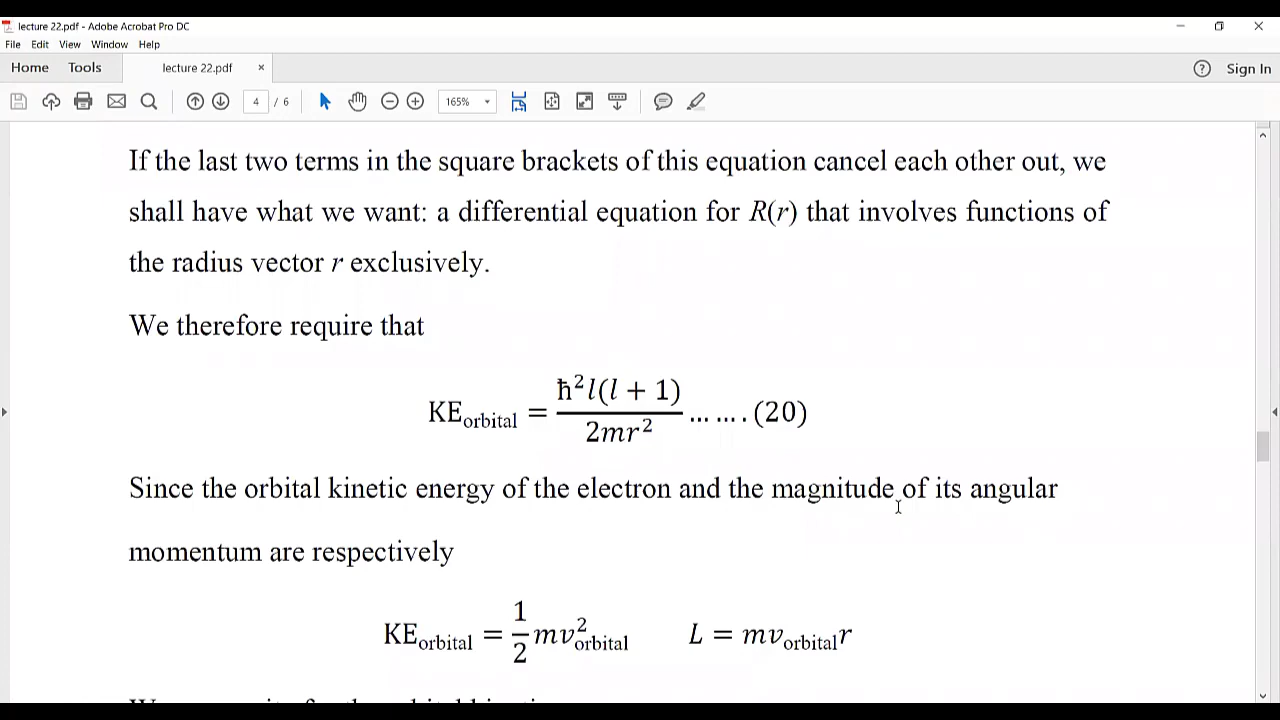 lecture 22.pdf - Adobe Acrobat Pro DC
File Edit View Window Help
Home Tools lecture 22.pdf × Sign In
4 / 6 165%
If the last two terms in the square brackets of this equation cancel each other out, we
shall have what we want: a differential equation for R(r) that involves functions of
the radius vector r exclusively.
We therefore require that
KE_orbital = ħ²l(l + 1) / 2mr² … … . (20)
Since the orbital kinetic energy of the electron and the magnitude of its angular
momentum are respectively
KE_orbital = 1/2 mv²_orbital L = mv_orbital r